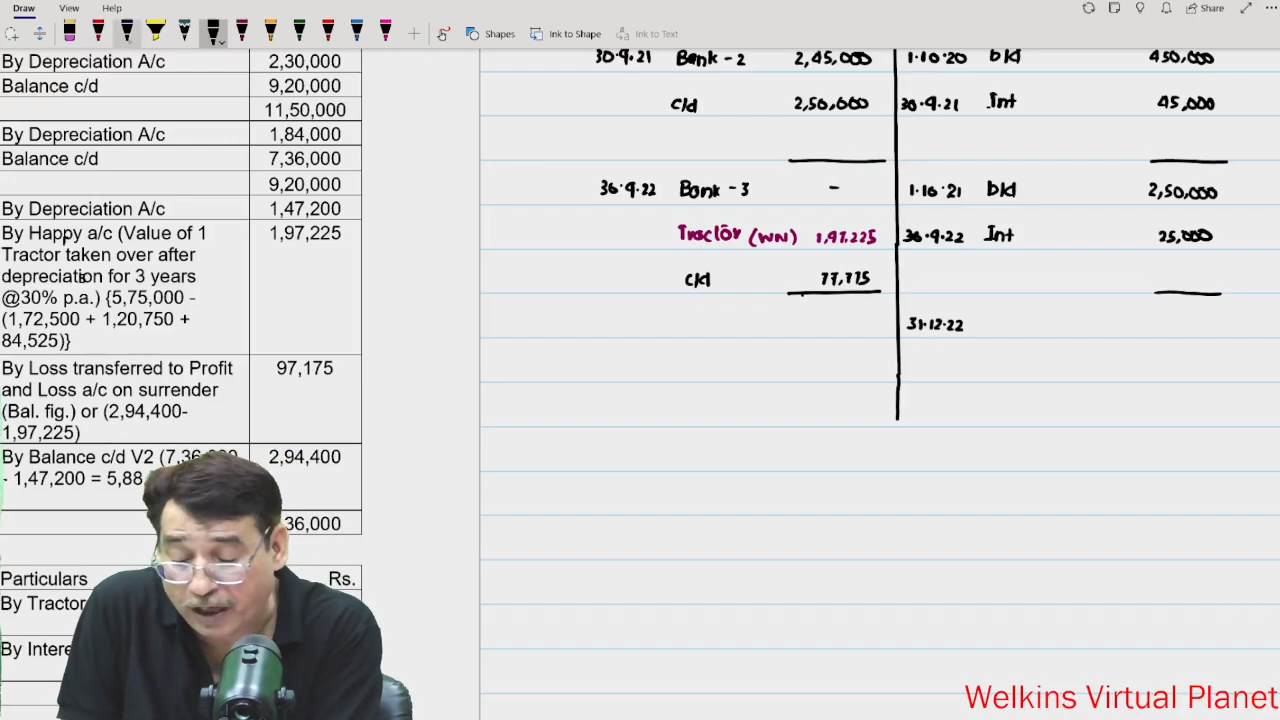 Draw View Help
Share
Shapes
Ink to Shape
Ink to Text
By Depreciation A/c 2,30,000
Balance c/d 9,20,000
11,50,000
By Depreciation A/c 1,84,000
Balance c/d 7,36,000
9,20,000
By Depreciation A/c 1,47,200
By Happy a/c (Value of 1 1,97,225
Tractor taken over after
depreciation for 3 years
@30% p.a.) {5,75,000 -
(1,72,500 + 1,20,750 +
84,525)}
By Loss transferred to Profit 97,175
and Loss a/c on surrender
(Bal. fig.) or (2,94,400-
1,97,225)
By Balance c/d V2 (7,36,000 2,94,400
- 1,47,200 = 5,88
36,000
Particulars Rs.
By Tractor
By Intere
30.9.21 Bank - 2 2,45,000 1.10.20 b/d 450,000
c/d 2,50,000 30.9.21 Int 45,000
30.9.22 Bank - 3 - 1.10.21 b/d 2,50,000
Tractor (WN) 1,97,225 30.9.22 Int 25,000
c/d 77,775
31.12.22
Welkins Virtual Planet